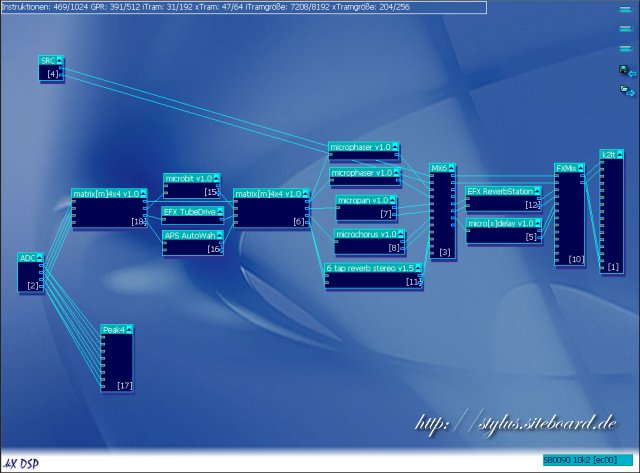 Instruktionen: 469/1024 GPR: 391/512 iTram: 31/192 xTram: 47/64 iTramgröße: 7208/8192 xTramgröße: 204/256
SRC
[4]
microphaser v1.0
k2lt
microphaser v1.0
MX6
FXMix
microbit v1.0
[15]
matrix[m]4x4 v1.0
[18]
matrix[m]4x4 v1.0
[6]
EFX ReverbStation
[12]
micropan v1.0
[7]
EFX TubeDrive
APS AutoWah
[16]
microchorus v1.0
[8]
micro[x]delay v1.0
[5]
[3]
ADC
[2]
6 tap reverb stereo v1.5
[11]
[10]
[1]
Peak4
[17]
http://stylus.siteboard.de
kX DSP
SB0090 10k2 [ec00]